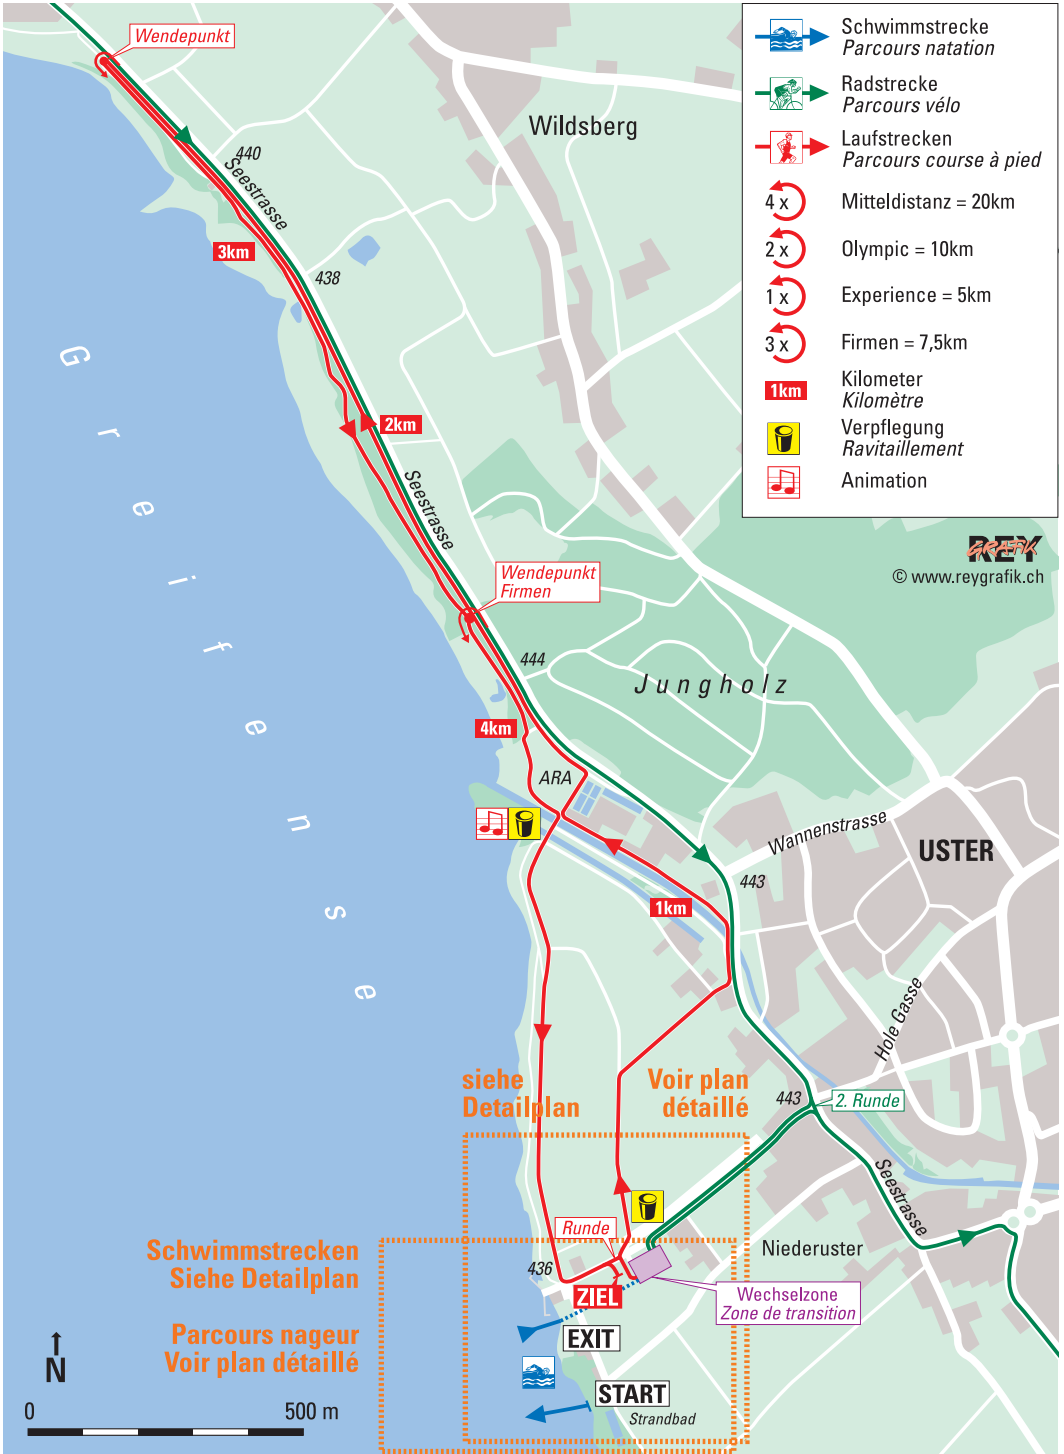 Wendepunkt
Schwimmstrecke
Parcours natation
Radstrecke
Parcours vélo
Laufstrecken
Parcours course à pied
4 x
Mitteldistanz = 20km
2 x
Olympic = 10km
1 x
Experience = 5km
3 x
Firmen = 7,5km
1km
Kilometer
Kilomètre
Verpflegung
Ravitaillement
Animation
REY
GRAFIK
© www.reygrafik.ch
Wildsberg
440
Seestrasse
3km
438
Greifensee
2km
Seestrasse
Wendepunkt
Firmen
444
Jungholz
4km
ARA
Wannenstrasse
USTER
443
1km
Hole Gasse
siehe
Detailplan
Voir plan
détaillé
443
2. Runde
Seestrasse
Runde
Niederuster
Schwimmstrecken
Siehe Detailplan
436
ZIEL
Wechselzone
Zone de transition
Parcours nageur
Voir plan détaillé
EXIT
N
START
Strandbad
0
500 m